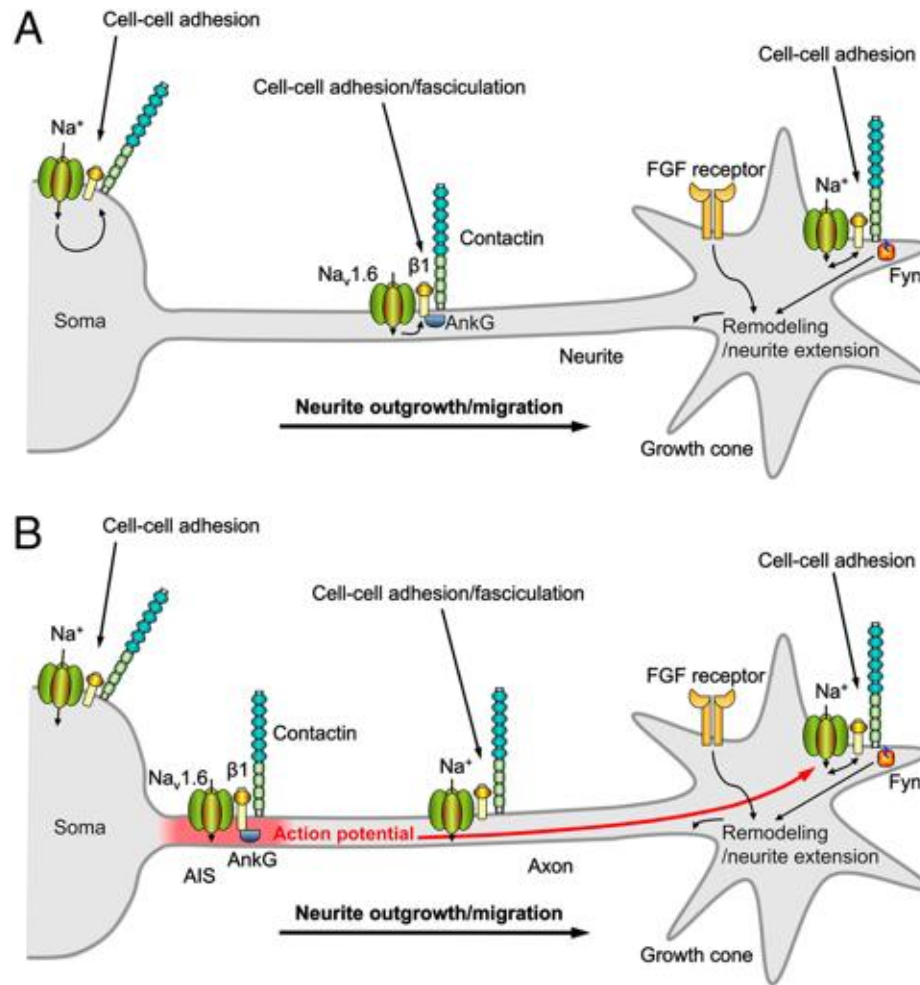 A
Cell-cell adhesion
Na⁺
Cell-cell adhesion/fasciculation
Cell-cell adhesion
FGF receptor
Na⁺
Contactin
β1
Naᵥ1.6
Fyn
Soma
AnkG
Remodeling
/neurite extension
Neurite
Neurite outgrowth/migration
Growth cone
B
Cell-cell adhesion
Cell-cell adhesion
Cell-cell adhesion/fasciculation
Na⁺
FGF receptor
Na⁺
Contactin
Na⁺
Naᵥ1.6
β1
Fyn
Soma
Action potential
Remodeling
/neurite extension
AnkG
AIS
Axon
Neurite outgrowth/migration
Growth cone